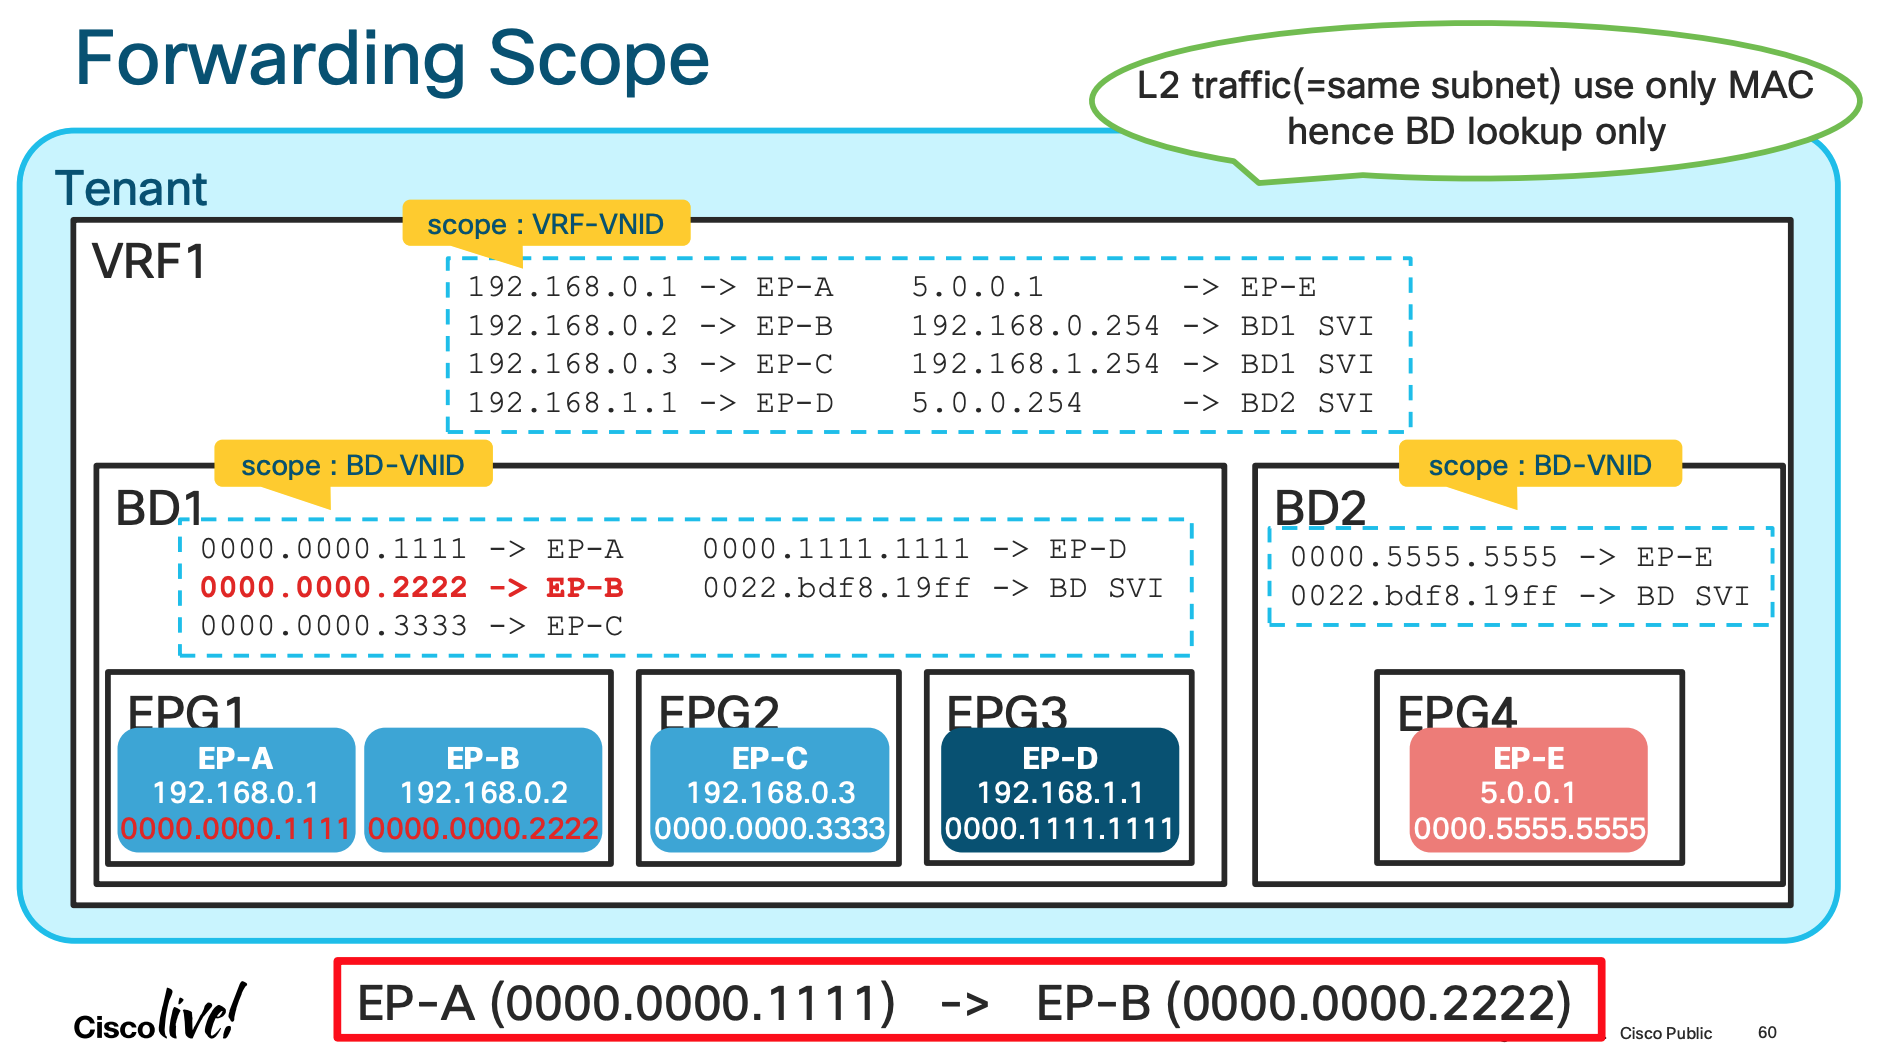 Forwarding Scope
L2 traffic(=same subnet) use only MAC
hence BD lookup only
Tenant
scope : VRF-VNID
VRF1
192.168.0.1 -> EP-A 5.0.0.1 -> EP-E
192.168.0.2 -> EP-B 192.168.0.254 -> BD1 SVI
192.168.0.3 -> EP-C 192.168.1.254 -> BD1 SVI
192.168.1.1 -> EP-D 5.0.0.254 -> BD2 SVI
scope : BD-VNID
BD1
0000.0000.1111 -> EP-A 0000.1111.1111 -> EP-D
0000.0000.2222 -> EP-B 0022.bdf8.19ff -> BD SVI
0000.0000.3333 -> EP-C
scope : BD-VNID
BD2
0000.5555.5555 -> EP-E
0022.bdf8.19ff -> BD SVI
EPG1
EP-A
192.168.0.1
0000.0000.1111
EP-B
192.168.0.2
0000.0000.2222
EPG2
EP-C
192.168.0.3
0000.0000.3333
EPG3
EP-D
192.168.1.1
0000.1111.1111
EPG4
EP-E
5.0.0.1
0000.5555.5555
EP-A (0000.0000.1111) -> EP-B (0000.0000.2222)
Cisco live!
Cisco Public 60